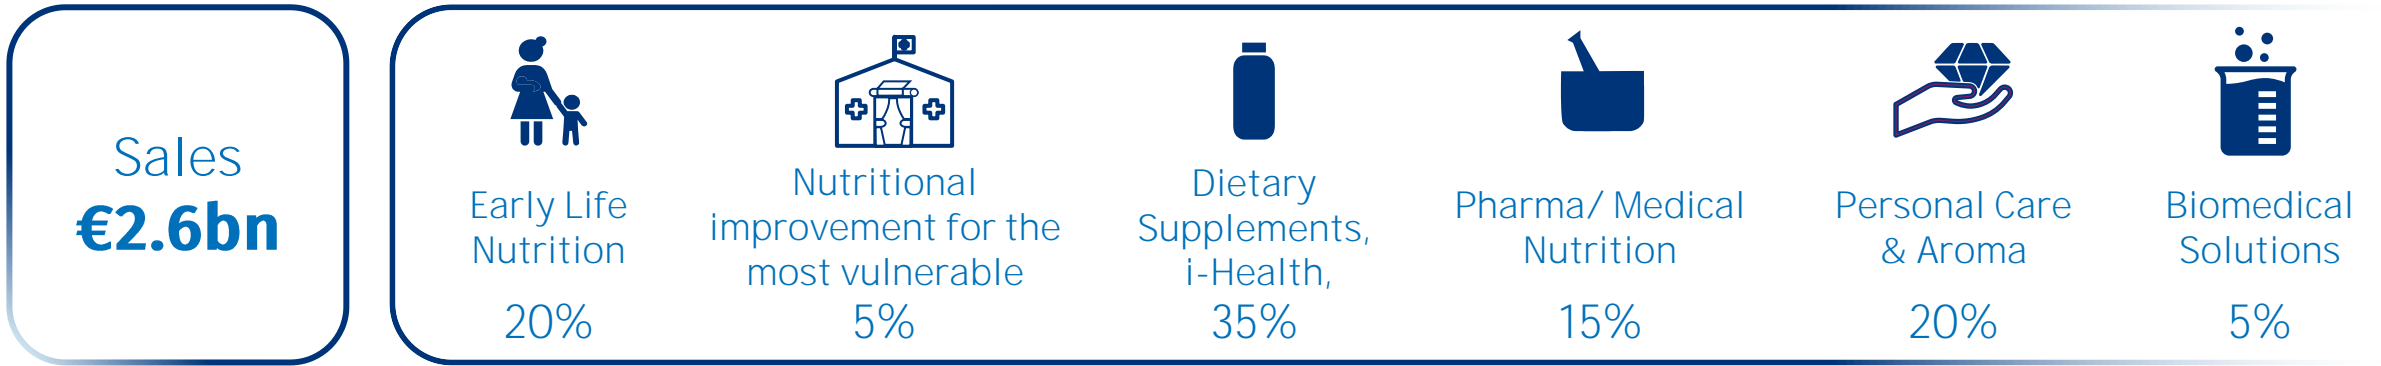 Sales
€2.6bn
Early Life
Nutrition
20%
Nutritional
improvement for the
most vulnerable
5%
Dietary
Supplements,
i-Health,
35%
Pharma/ Medical
Nutrition
15%
Personal Care
& Aroma
20%
Biomedical
Solutions
5%